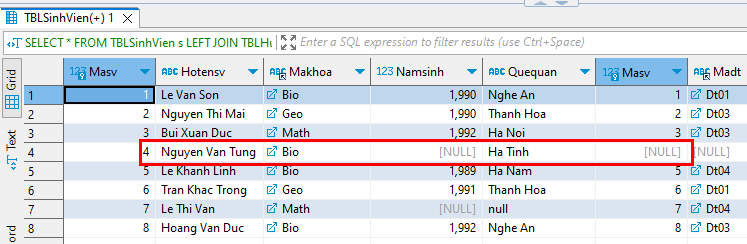 TBLSinhVien(+) 1
SELECT * FROM TBLSinhVien s LEFT JOIN TBLHu Enter a SQL expression to filter results (use Ctrl+Space)
Grid
Text
ord
Masv ABC Hotensv ABC Makhoa 123 Namsinh ABC Quequan Masv ABC Madt
1 1 Le Van Son Bio 1,990 Nghe An 1 Dt01
2 2 Nguyen Thi Mai Geo 1,990 Thanh Hoa 2 Dt03
3 3 Bui Xuan Duc Math 1,992 Ha Noi 3 Dt03
4 4 Nguyen Van Tung Bio [NULL] Ha Tinh [NULL] [NULL]
5 5 Le Khanh Linh Bio 1,989 Ha Nam 5 Dt04
6 6 Tran Khac Trong Geo 1,991 Thanh Hoa 6 Dt01
7 7 Le Thi Van Math [NULL] null 7 Dt04
8 8 Hoang Van Duc Bio 1,992 Nghe An 8 Dt03